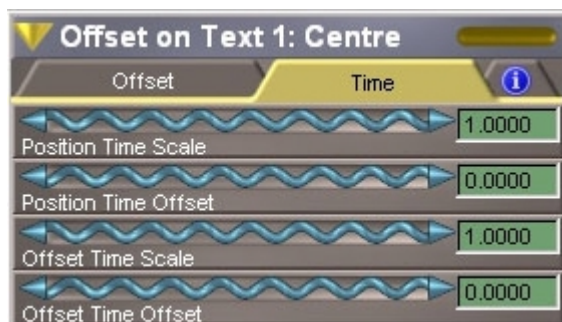 Offset on Text 1: Centre
Offset Time i
1.0000
Position Time Scale
0.0000
Position Time Offset
1.0000
Offset Time Scale
0.0000
Offset Time Offset